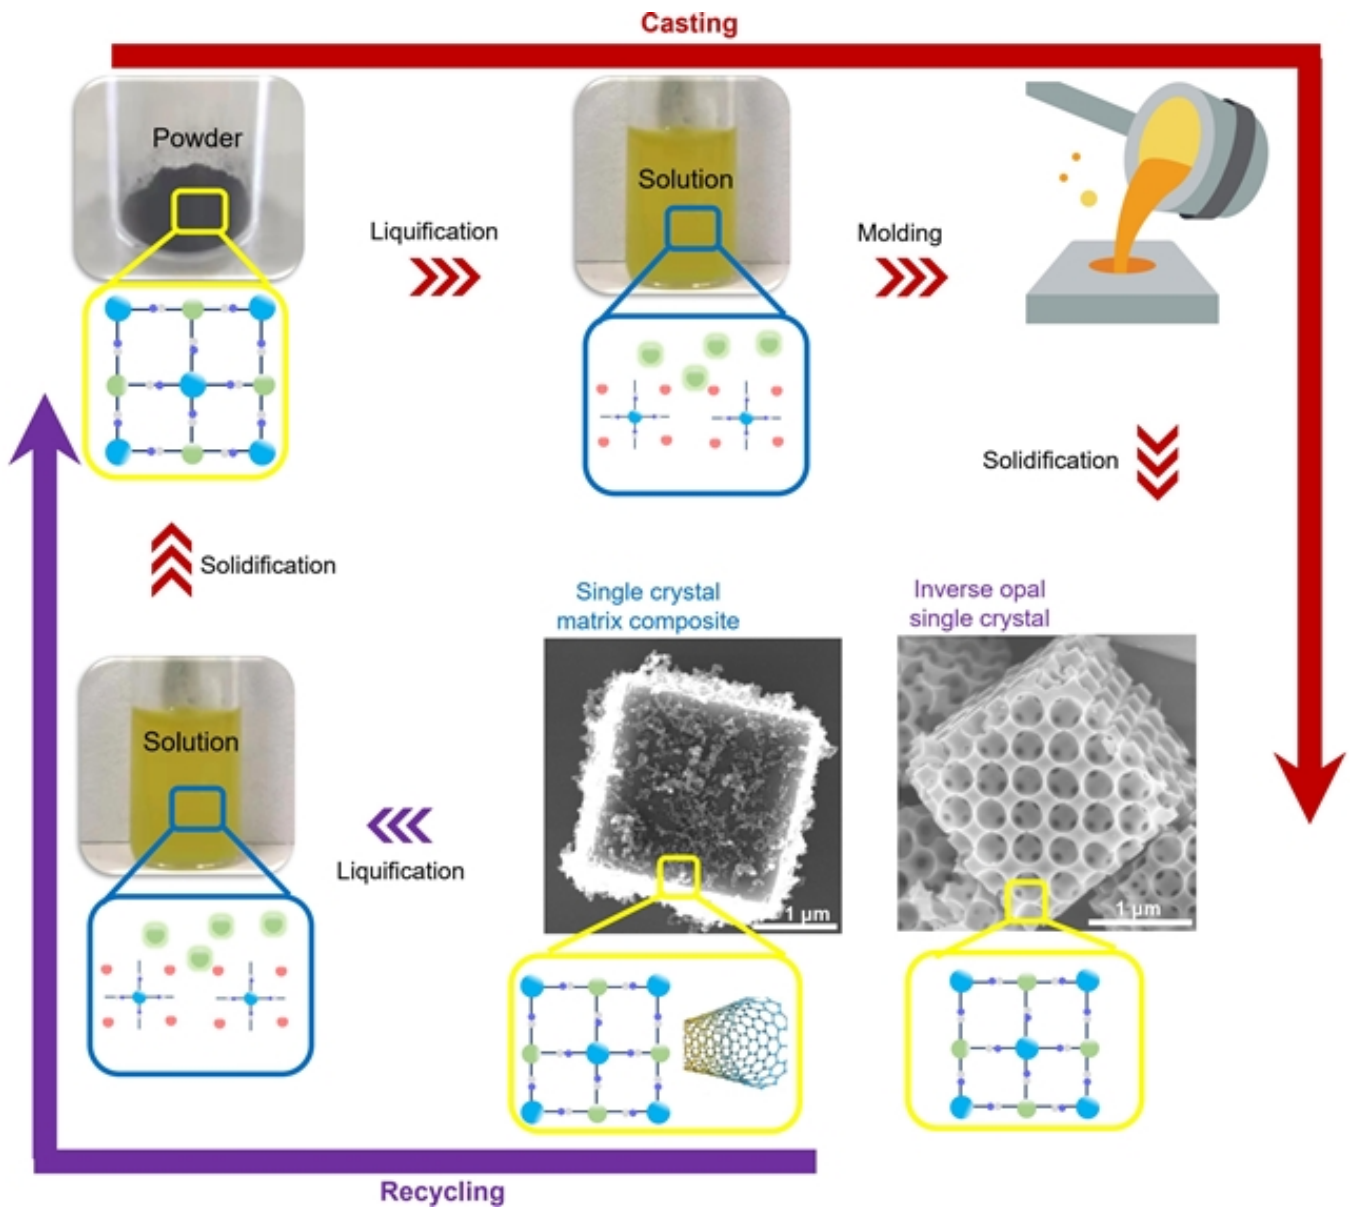 Casting
Powder
Solution
Liquification
Molding
Solidification
Solidification
Single crystal
matrix composite
Inverse opal
single crystal
Solution
Liquification
1 µm
1 µm
Recycling